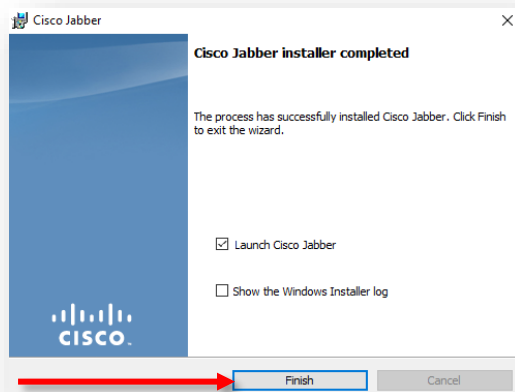 Cisco Jabber
Cisco Jabber installer completed
The process has successfully installed Cisco Jabber. Click Finish
to exit the wizard.
Launch Cisco Jabber
Show the Windows Installer log
CISCO.
Finish
Cancel